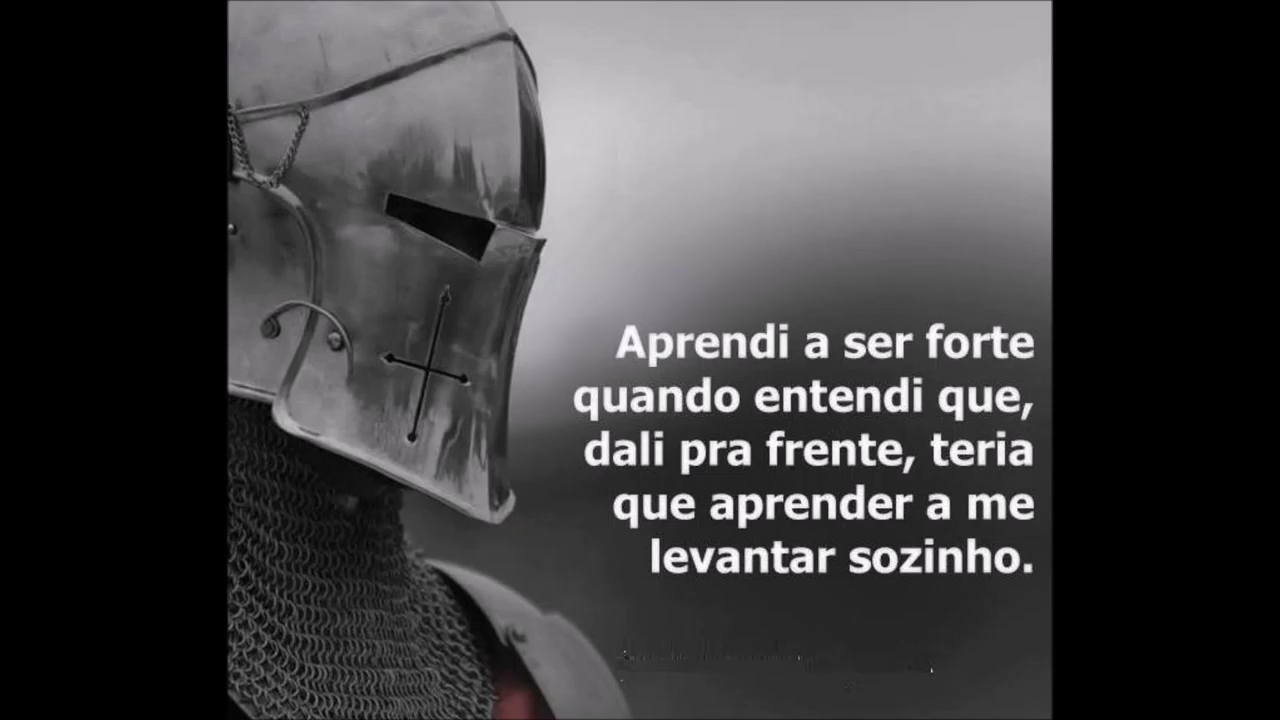 Aprendi a ser forte
quando entendi que,
dali pra frente, teria
que aprender a me
levantar sozinho.